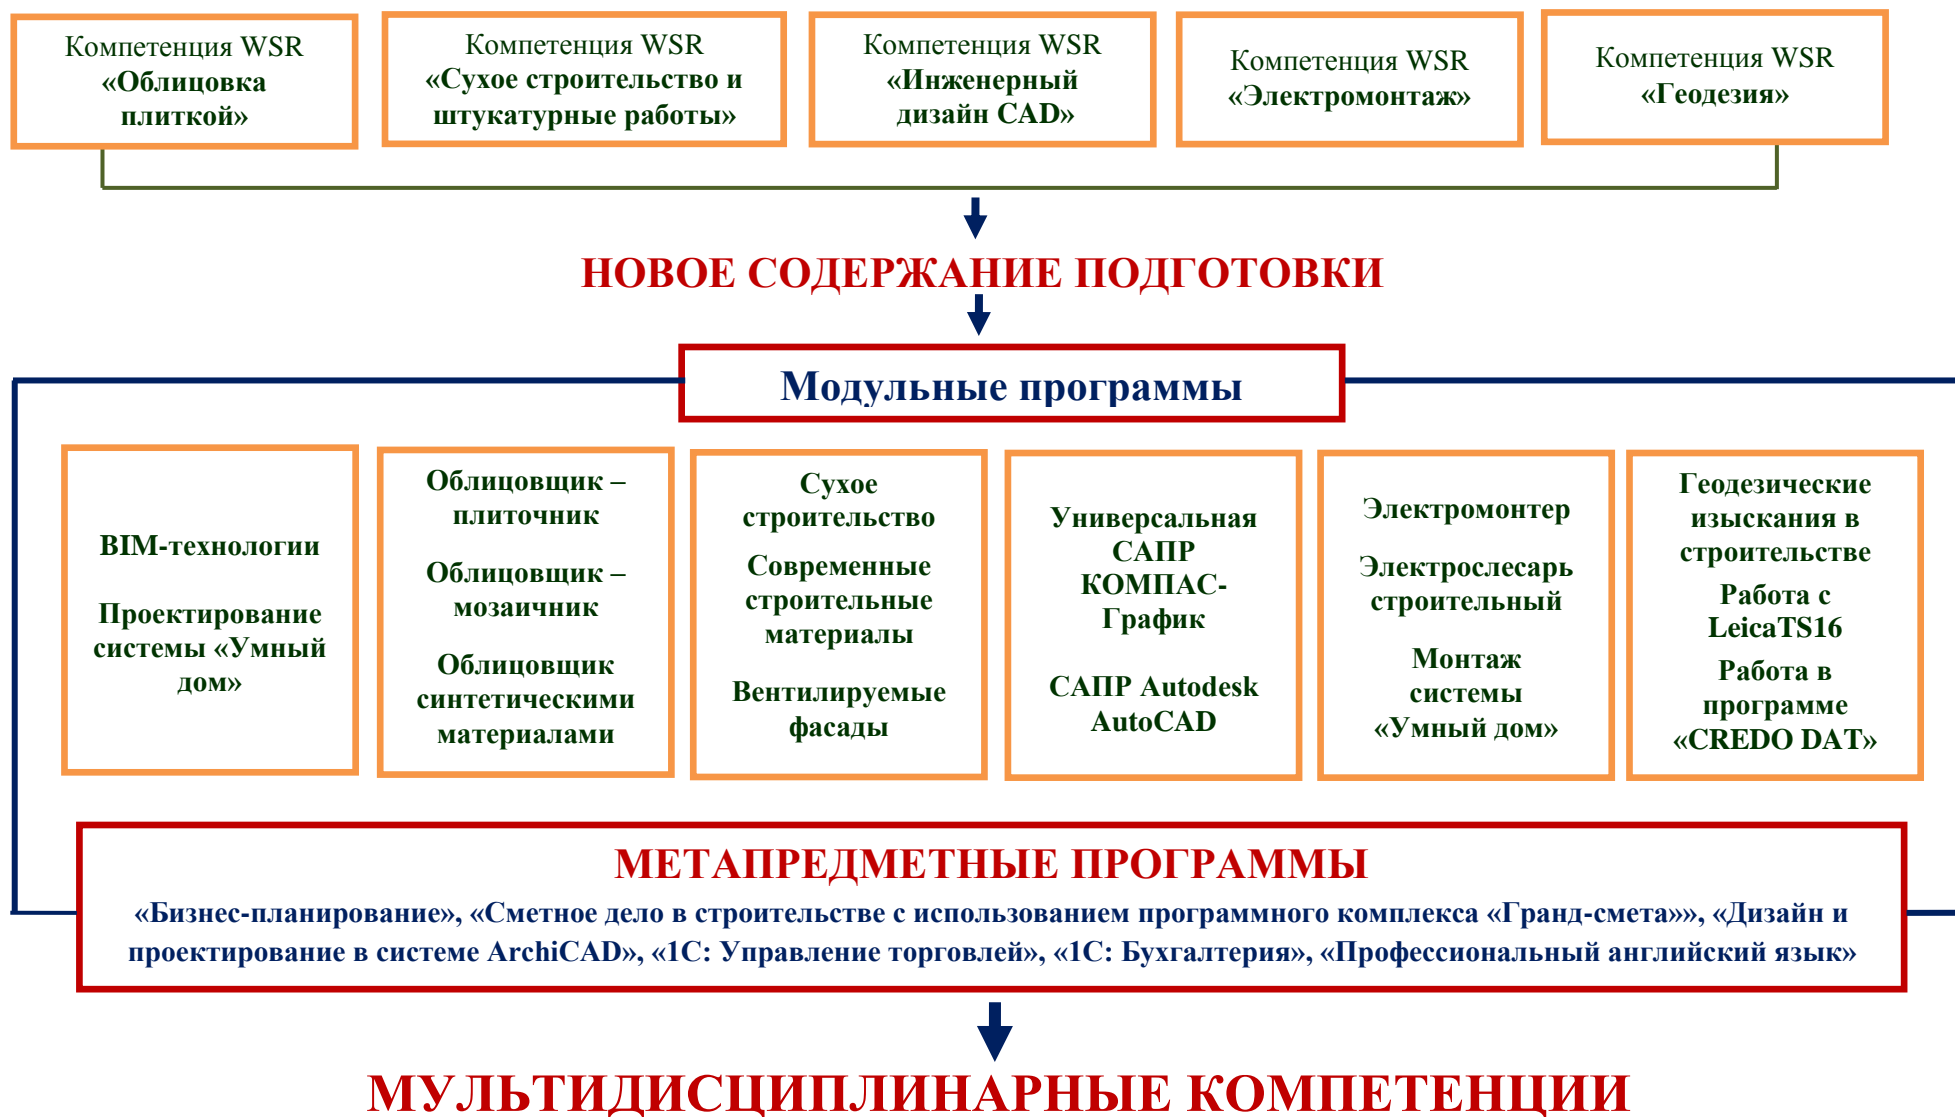 Компетенция WSR
«Облицовка
плиткой»
Компетенция WSR
«Сухое строительство и
штукатурные работы»
Компетенция WSR
«Инженерный
дизайн CAD»
Компетенция WSR
«Электромонтаж»
Компетенция WSR
«Геодезия»
НОВОЕ СОДЕРЖАНИЕ ПОДГОТОВКИ
Модульные программы
BIM-технологии
Проектирование
системы «Умный
дом»
Облицовщик –
плиточник
Облицовщик –
мозаичник
Облицовщик
синтетическими
материалами
Сухое
строительство
Современные
строительные
материалы
Вентилируемые
фасады
Универсальная
САПР
КОМПАС-
График
САПР Autodesk
AutoCAD
Электромонтер
Электрослесарь
строительный
Монтаж
системы
«Умный дом»
Геодезические
изыскания в
строительстве
Работа с
LeicaTS16
Работа в
программе
«CREDO DAT»
МЕТАПРЕДМЕТНЫЕ ПРОГРАММЫ
«Бизнес-планирование», «Сметное дело в строительстве с использованием программного комплекса «Гранд-смета»», «Дизайн и
проектирование в системе ArchiCAD», «1С: Управление торговлей», «1С: Бухгалтерия», «Профессиональный английский язык»
МУЛЬТИДИСЦИПЛИНАРНЫЕ КОМПЕТЕНЦИИ